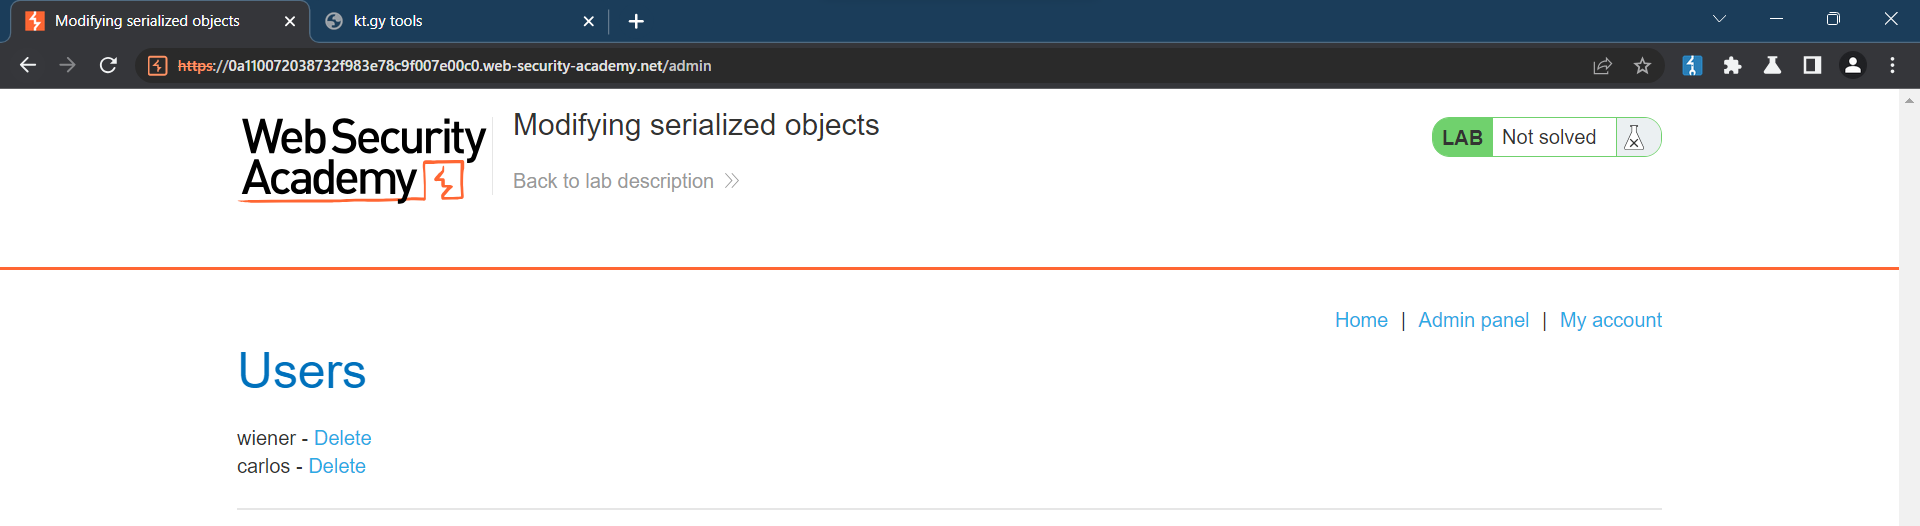 Modifying serialized objects
kt.gy tools
https://0a110072038732f983e78c9f007e00c0.web-security-academy.net/admin
Web Security
Academy
Modifying serialized objects
Back to lab description
LAB Not solved
Home | Admin panel | My account
Users
wiener - Delete
carlos - Delete